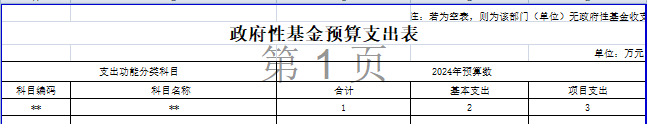 注：若为空表，则为该部门（单位）无政府性基金收支
政府性基金预算支出表
第 1 页
单位：万元
支出功能分类科目 2024年预算数
科目编码 科目名称 合计 基本支出 项目支出
** ** 1 2 3